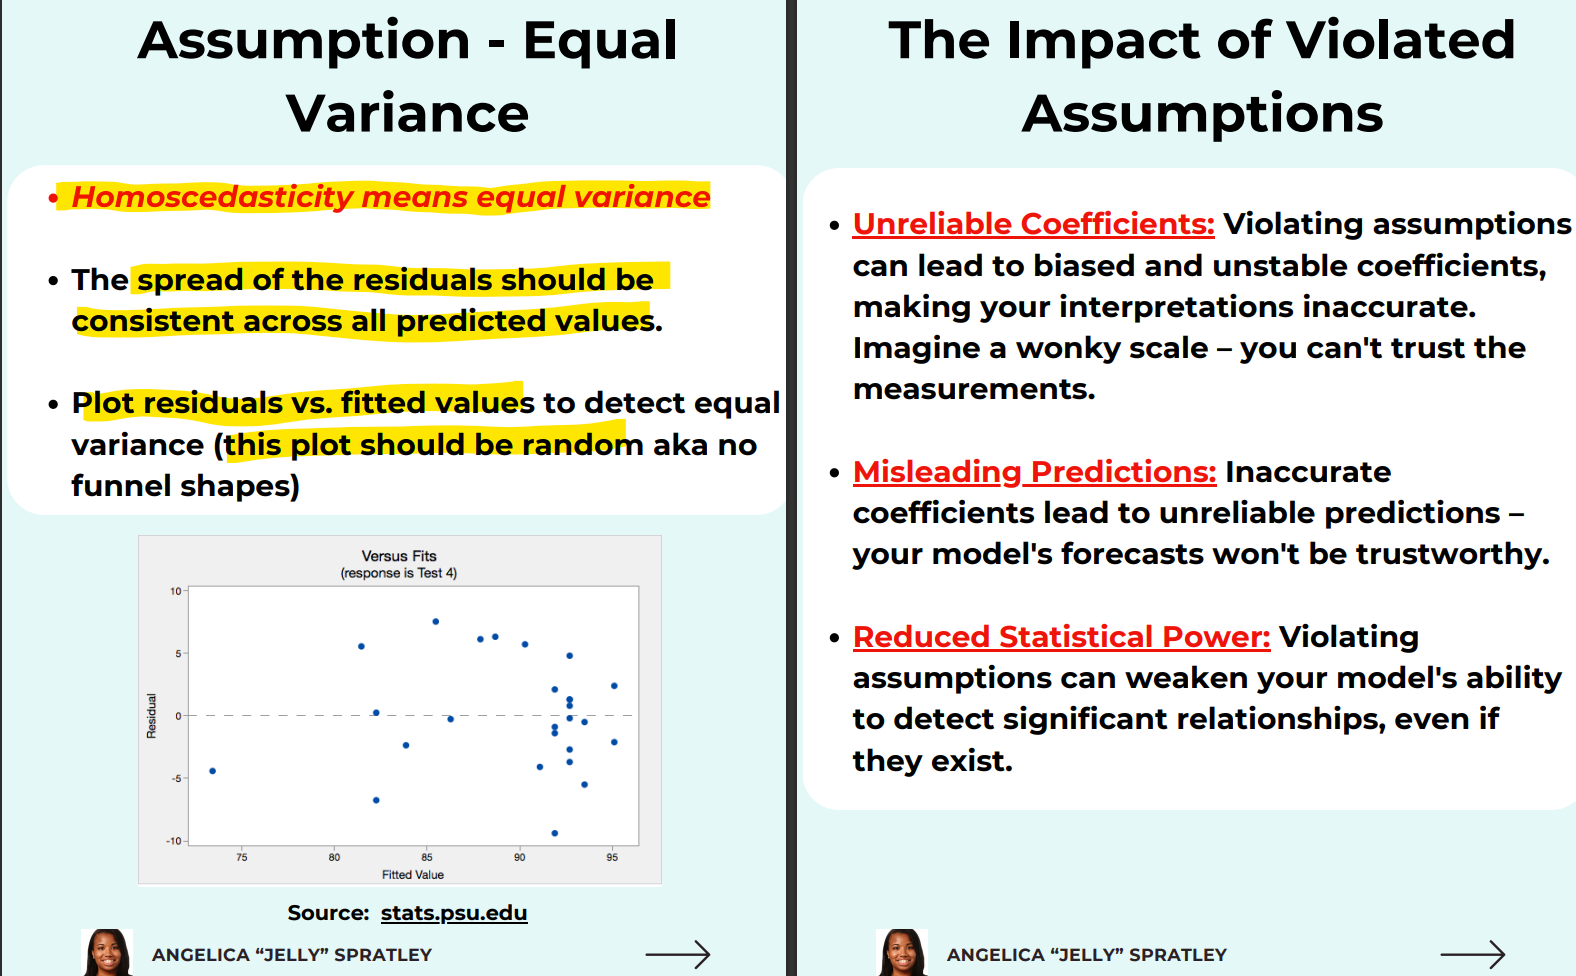 Assumption - Equal
Variance
• Homoscedasticity means equal variance
• The spread of the residuals should be
consistent across all predicted values.
• Plot residuals vs. fitted values to detect equal
variance (this plot should be random aka no
funnel shapes)
Versus Fits
(response is Test 4)
10
5
0
-5
-10
Residual
75 80 85 90 95
Fitted Value
Source: stats.psu.edu
ANGELICA “JELLY” SPRATLEY
The Impact of Violated
Assumptions
• Unreliable Coefficients: Violating assumptions
can lead to biased and unstable coefficients,
making your interpretations inaccurate.
Imagine a wonky scale – you can't trust the
measurements.
• Misleading Predictions: Inaccurate
coefficients lead to unreliable predictions –
your model's forecasts won't be trustworthy.
• Reduced Statistical Power: Violating
assumptions can weaken your model's ability
to detect significant relationships, even if
they exist.
ANGELICA “JELLY” SPRATLEY